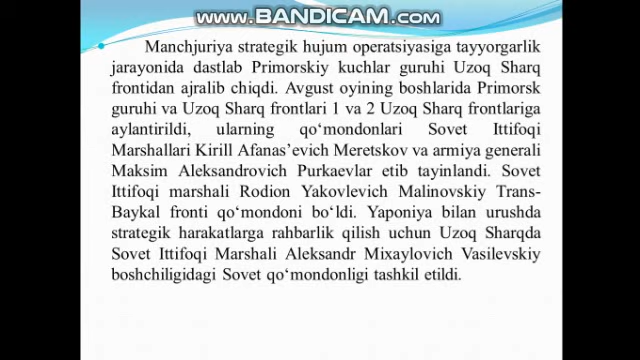 www.BANDICAM.com
Manchjuriya strategik hujum operatsiyasiga tayyorgarlik
jarayonida dastlab Primorskiy kuchlar guruhi Uzoq Sharq
frontidan ajralib chiqdi. Avgust oyining boshlarida Primorsk
guruhi va Uzoq Sharq frontlari 1 va 2 Uzoq Sharq frontlariga
aylantirildi, ularning qo‘mondonlari Sovet Ittifoqi
Marshallari Kirill Afanas’evich Meretskov va armiya generali
Maksim Aleksandrovich Purkaevlar etib tayinlandi. Sovet
Ittifoqi marshali Rodion Yakovlevich Malinovskiy Trans-
Baykal fronti qo‘mondoni bo‘ldi. Yaponiya bilan urushda
strategik harakatlarga rahbarlik qilish uchun Uzoq Sharqda
Sovet Ittifoqi Marshali Aleksandr Mixaylovich Vasilevskiy
boshchiligidagi Sovet qo‘mondonligi tashkil etildi.